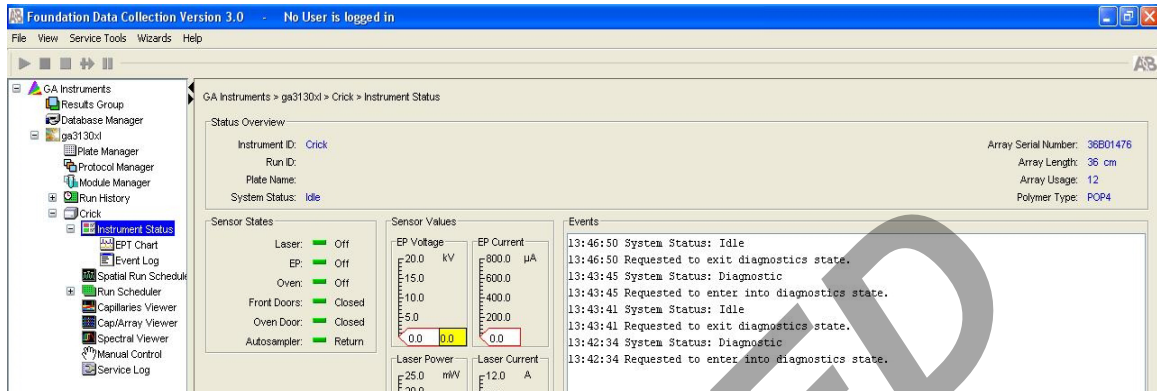 Foundation Data Collection Version 3.0 - No User is logged in
File View Service Tools Wizards Help
AB
GA Instruments
Results Group
Database Manager
ga3130xl
Plate Manager
Protocol Manager
Module Manager
Run History
Crick
Instrument Status
EPT Chart
Event Log
Spatial Run Schedule
Run Scheduler
Capillaries Viewer
Cap/Array Viewer
Spectral Viewer
Manual Control
Service Log
GA Instruments > ga3130xl > Crick > Instrument Status
Status Overview
Instrument ID: Crick
Run ID:
Plate Name:
System Status: Idle
Array Serial Number: 36B01476
Array Length: 36 cm
Array Usage: 12
Polymer Type: POP4
Sensor States
Laser: Off
EP: Off
Oven: Off
Front Doors: Closed
Oven Door: Closed
Autosampler: Return
Sensor Values
EP Voltage
20.0 kV
15.0
10.0
5.0
0.0 0.0
EP Current
800.0 µA
600.0
400.0
200.0
0.0
Laser Power
25.0 mW
20.0
Laser Current
12.0 A
Events
13:46:50 System Status: Idle
13:46:50 Requested to exit diagnostics state.
13:43:45 System Status: Diagnostic
13:43:45 Requested to enter into diagnostics state.
13:43:41 System Status: Idle
13:43:41 Requested to exit diagnostics state.
13:42:34 System Status: Diagnostic
13:42:34 Requested to enter into diagnostics state.